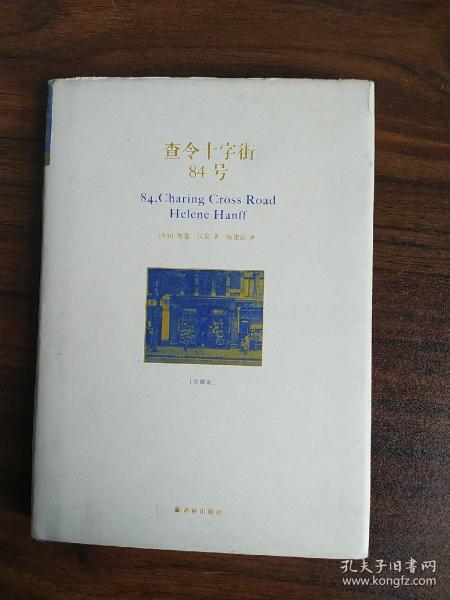 查令十字街
84 号
84,Charing Cross Road
Helene Hanff
[美国] 海莲·汉芙 著 陈建铭 译
[珍藏版]
译林出版社
孔夫子旧书网
www.kongfz.com